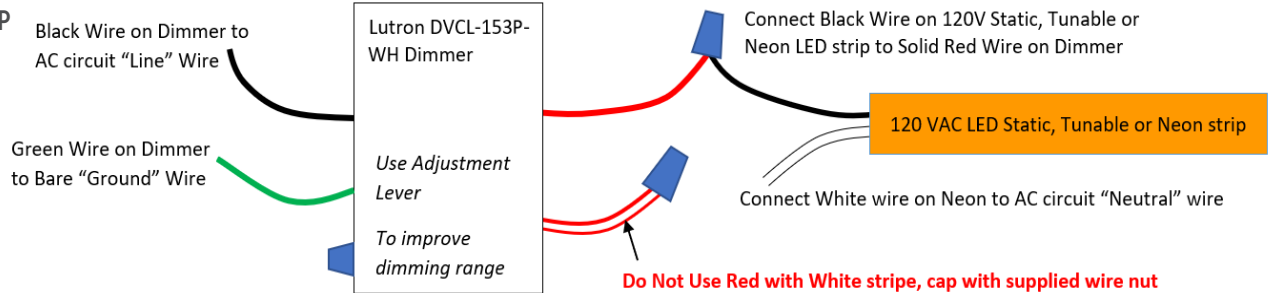 P
Black Wire on Dimmer to
AC circuit “Line” Wire
Lutron DVCL-153P-
WH Dimmer
Connect Black Wire on 120V Static, Tunable or
Neon LED strip to Solid Red Wire on Dimmer
120 VAC LED Static, Tunable or Neon strip
Green Wire on Dimmer
to Bare “Ground” Wire
Use Adjustment
Lever
To improve
dimming range
Connect White wire on Neon to AC circuit “Neutral” wire
Do Not Use Red with White stripe, cap with supplied wire nut